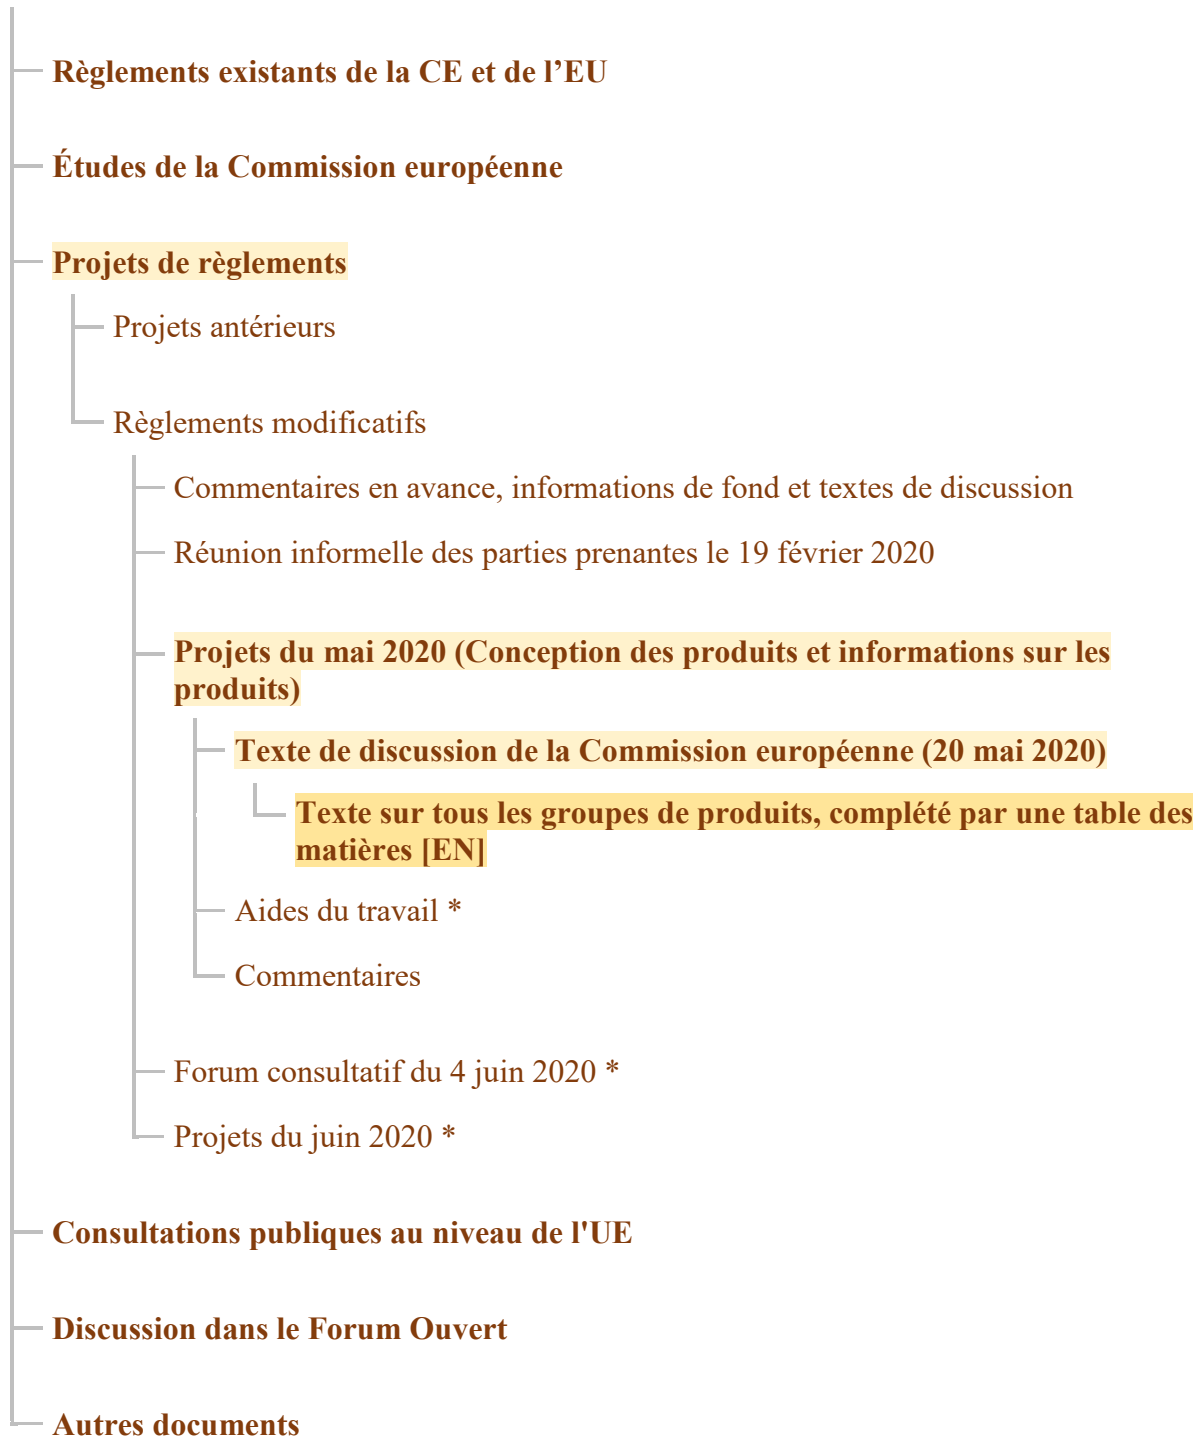 Règlements existants de la CE et de l’EU
Études de la Commission européenne
Projets de règlements
Projets antérieurs
Règlements modificatifs
Commentaires en avance, informations de fond et textes de discussion
Réunion informelle des parties prenantes le 19 février 2020
Projets du mai 2020 (Conception des produits et informations sur les
produits)
Texte de discussion de la Commission européenne (20 mai 2020)
Texte sur tous les groupes de produits, complété par une table des
matières [EN]
Aides du travail *
Commentaires
Forum consultatif du 4 juin 2020 *
Projets du juin 2020 *
Consultations publiques au niveau de l'UE
Discussion dans le Forum Ouvert
Autres documents